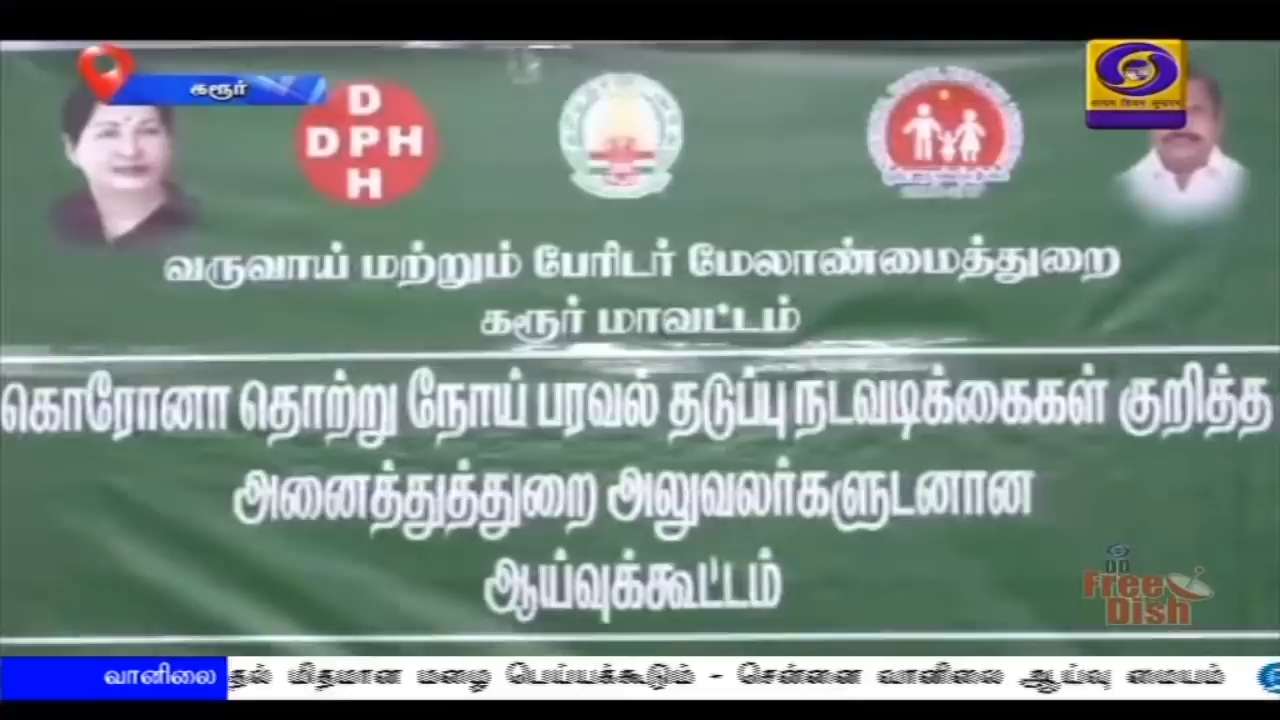 கரூர்
D
DPH
H
வருவாய் மற்றும் பேரிடர் மேலாண்மைத்துறை
கரூர் மாவட்டம்
கொரோனா தொற்று நோய் பரவல் தடுப்பு நடவடிக்கைகள் குறித்த
அனைத்துத்துறை அலுவலர்களுடனான
ஆய்வுக்கூட்டம்
DD
Free
Dish
வானிலை
தல் மிதமான மழை பெய்யக்கூடும் - சென்னை வானிலை ஆய்வு மையம்